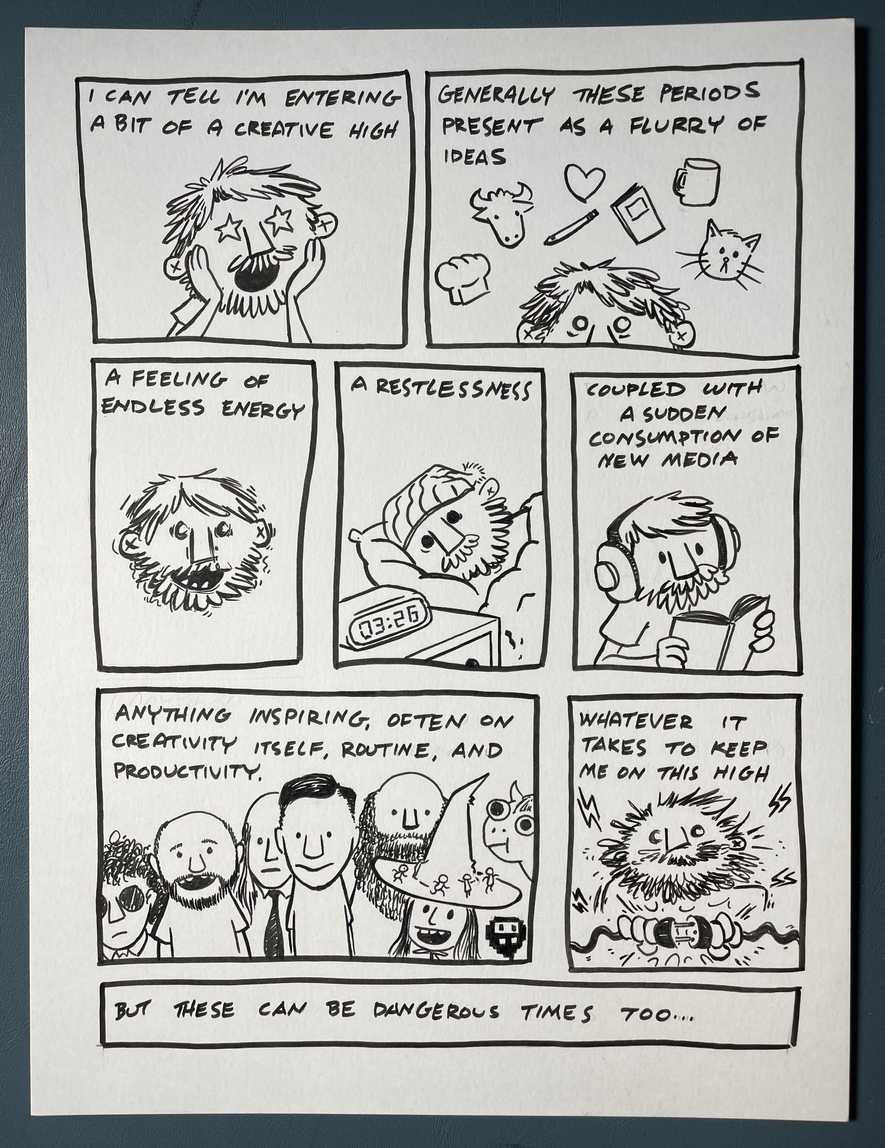 I CAN TELL I'M ENTERING
A BIT OF A CREATIVE HIGH
GENERALLY THESE PERIODS
PRESENT AS A FLURRY OF
IDEAS
A FEELING OF
ENDLESS ENERGY
A RESTLESSNESS
03:26
COUPLED WITH
A SUDDEN
CONSUMPTION OF
NEW MEDIA
ANYTHING INSPIRING, OFTEN ON
CREATIVITY ITSELF, ROUTINE, AND
PRODUCTIVITY.
WHATEVER IT
TAKES TO KEEP
ME ON THIS HIGH
BUT THESE CAN BE DANGEROUS TIMES TOO...